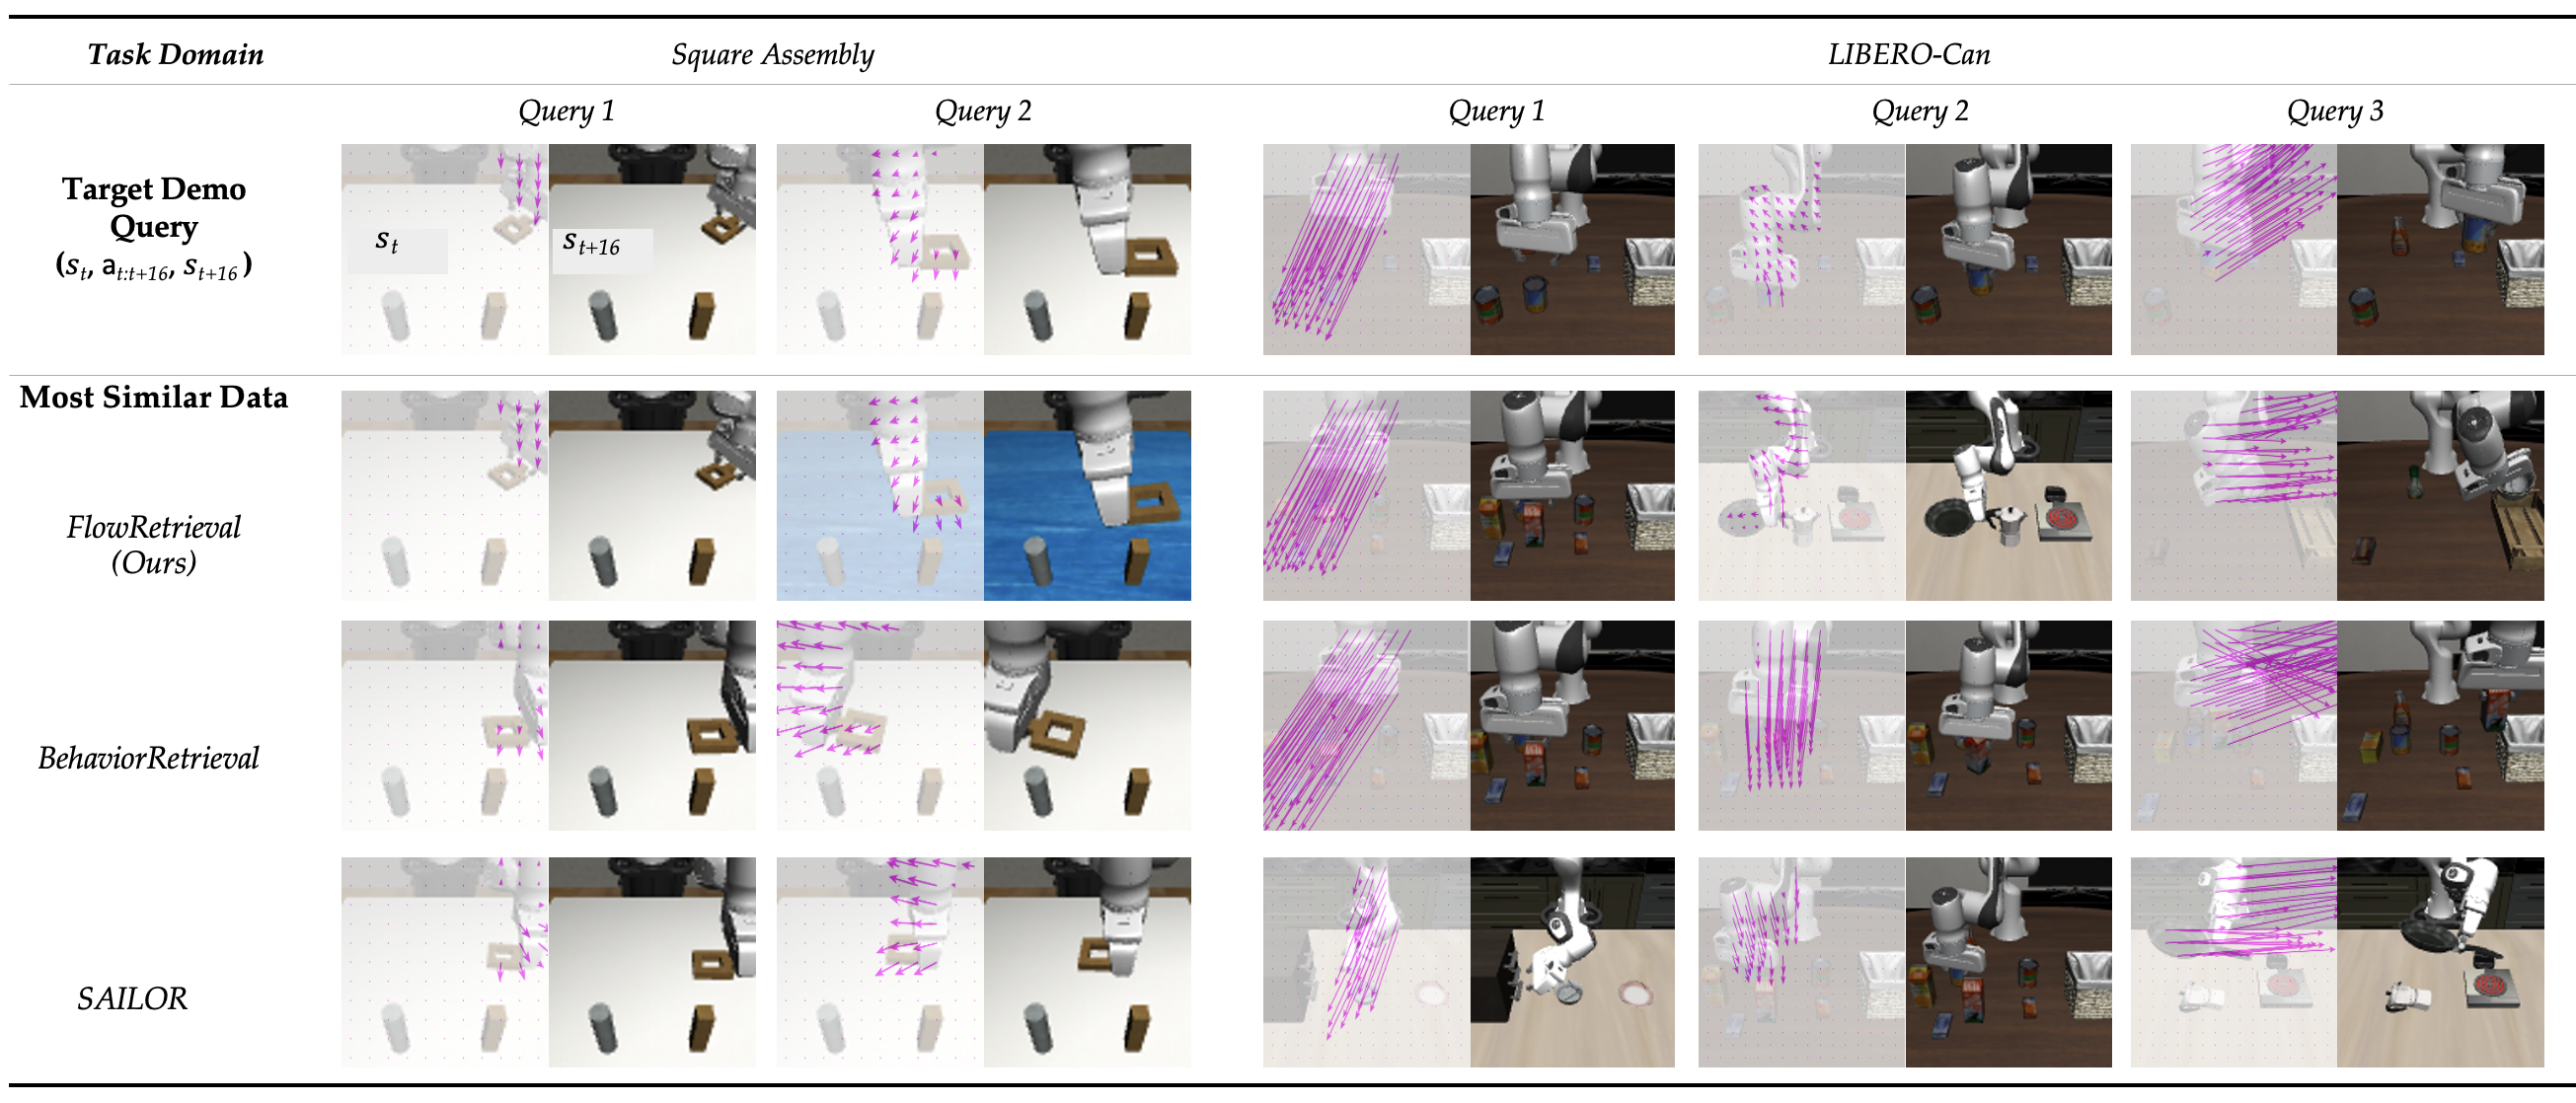 Task Domain
Square Assembly
LIBERO-Can
Query 1
Query 2
Query 1
Query 2
Query 3
Target Demo
Query
(s_t, a_{t:t+16}, s_{t+16})
s_t
s_{t+16}
Most Similar Data
FlowRetrieval
(Ours)
BehaviorRetrieval
SAILOR